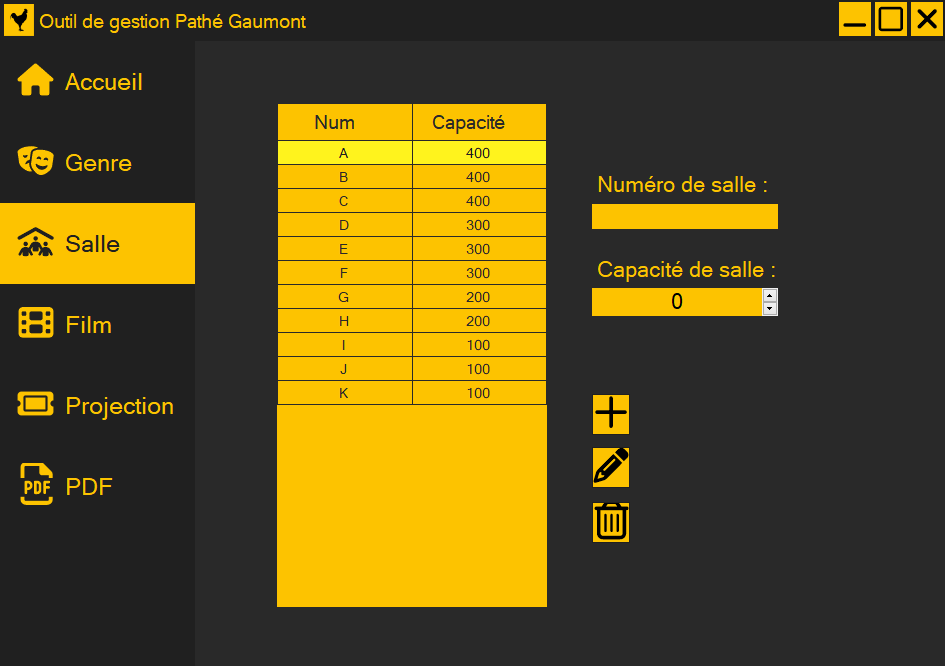 Outil de gestion Pathé Gaumont
Accueil
Genre
Salle
Film
Projection
PDF PDF
Num Capacité
A 400
B 400
C 400
D 300
E 300
F 300
G 200
H 200
I 100
J 100
K 100
Numéro de salle :
Capacité de salle :
0